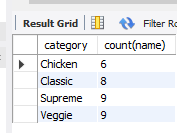 Result Grid Filter Ro
category count(name)
Chicken 6
Classic 8
Supreme 9
Veggie 9